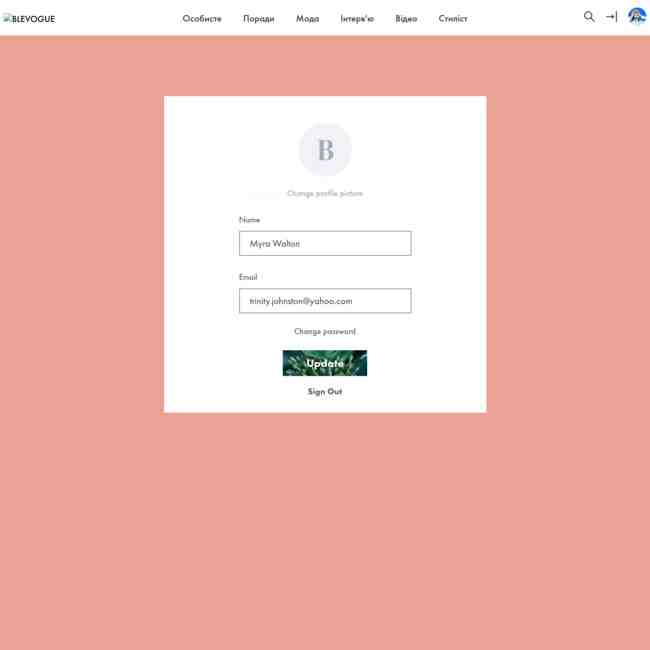 BLEVOGUE
Особисте Поради Мода Інтерв'ю Відео Стиліст
B
Change profile picture
Name
Myra Walton
Email
trinity.johnston@yahoo.com
Change password
Update
Sign Out